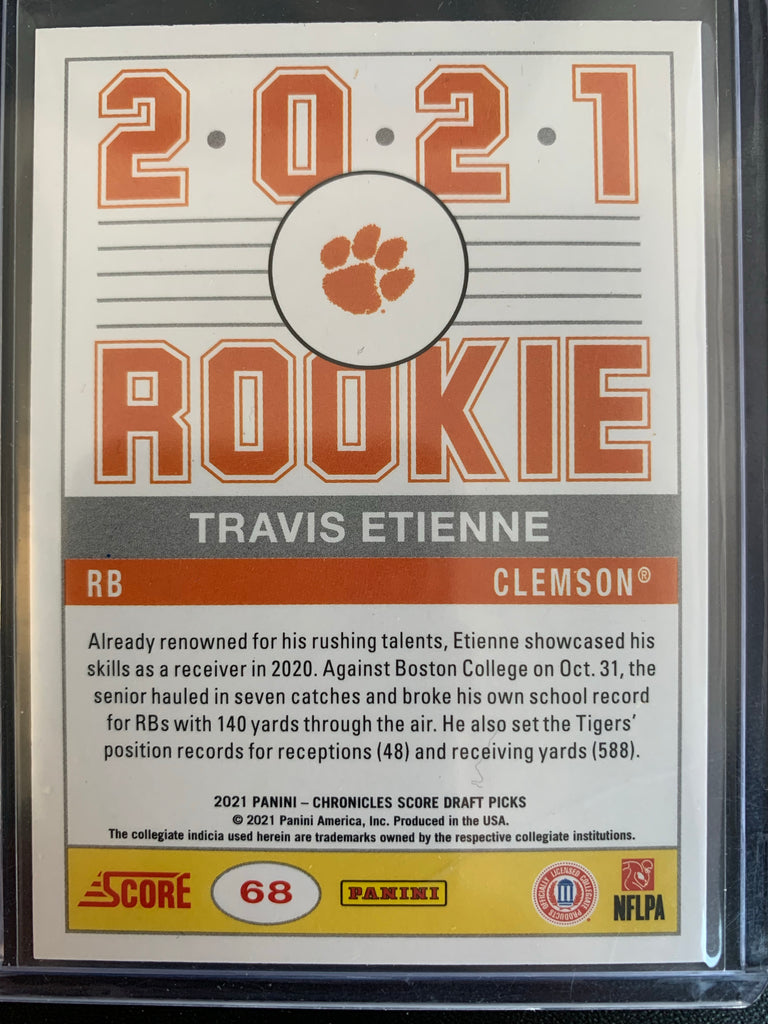 2·0·2·1
ROOKIE
TRAVIS ETIENNE
RB CLEMSON®
Already renowned for his rushing talents, Etienne showcased his
skills as a receiver in 2020. Against Boston College on Oct. 31, the
senior hauled in seven catches and broke his own school record
for RBs with 140 yards through the air. He also set the Tigers'
position records for receptions (48) and receiving yards (588).
2021 PANINI – CHRONICLES SCORE DRAFT PICKS
© 2021 Panini America, Inc. Produced in the USA.
The collegiate indicia used herein are trademarks owned by the respective collegiate institutions.
SCORE 68 PANINI OFFICIALLY LICENSED COLLEGIATE PRODUCTS NFLPA